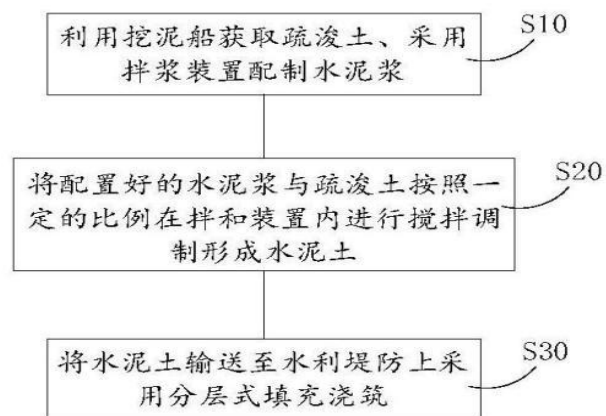 利用挖泥船获取疏浚土、采用
拌浆装置配制水泥浆
S10
将配置好的水泥浆与疏浚土按照一
定的比例在拌和装置内进行搅拌调
制形成水泥土
S20
将水泥土输送至水利堤防上采
用分层式填充浇筑
S30